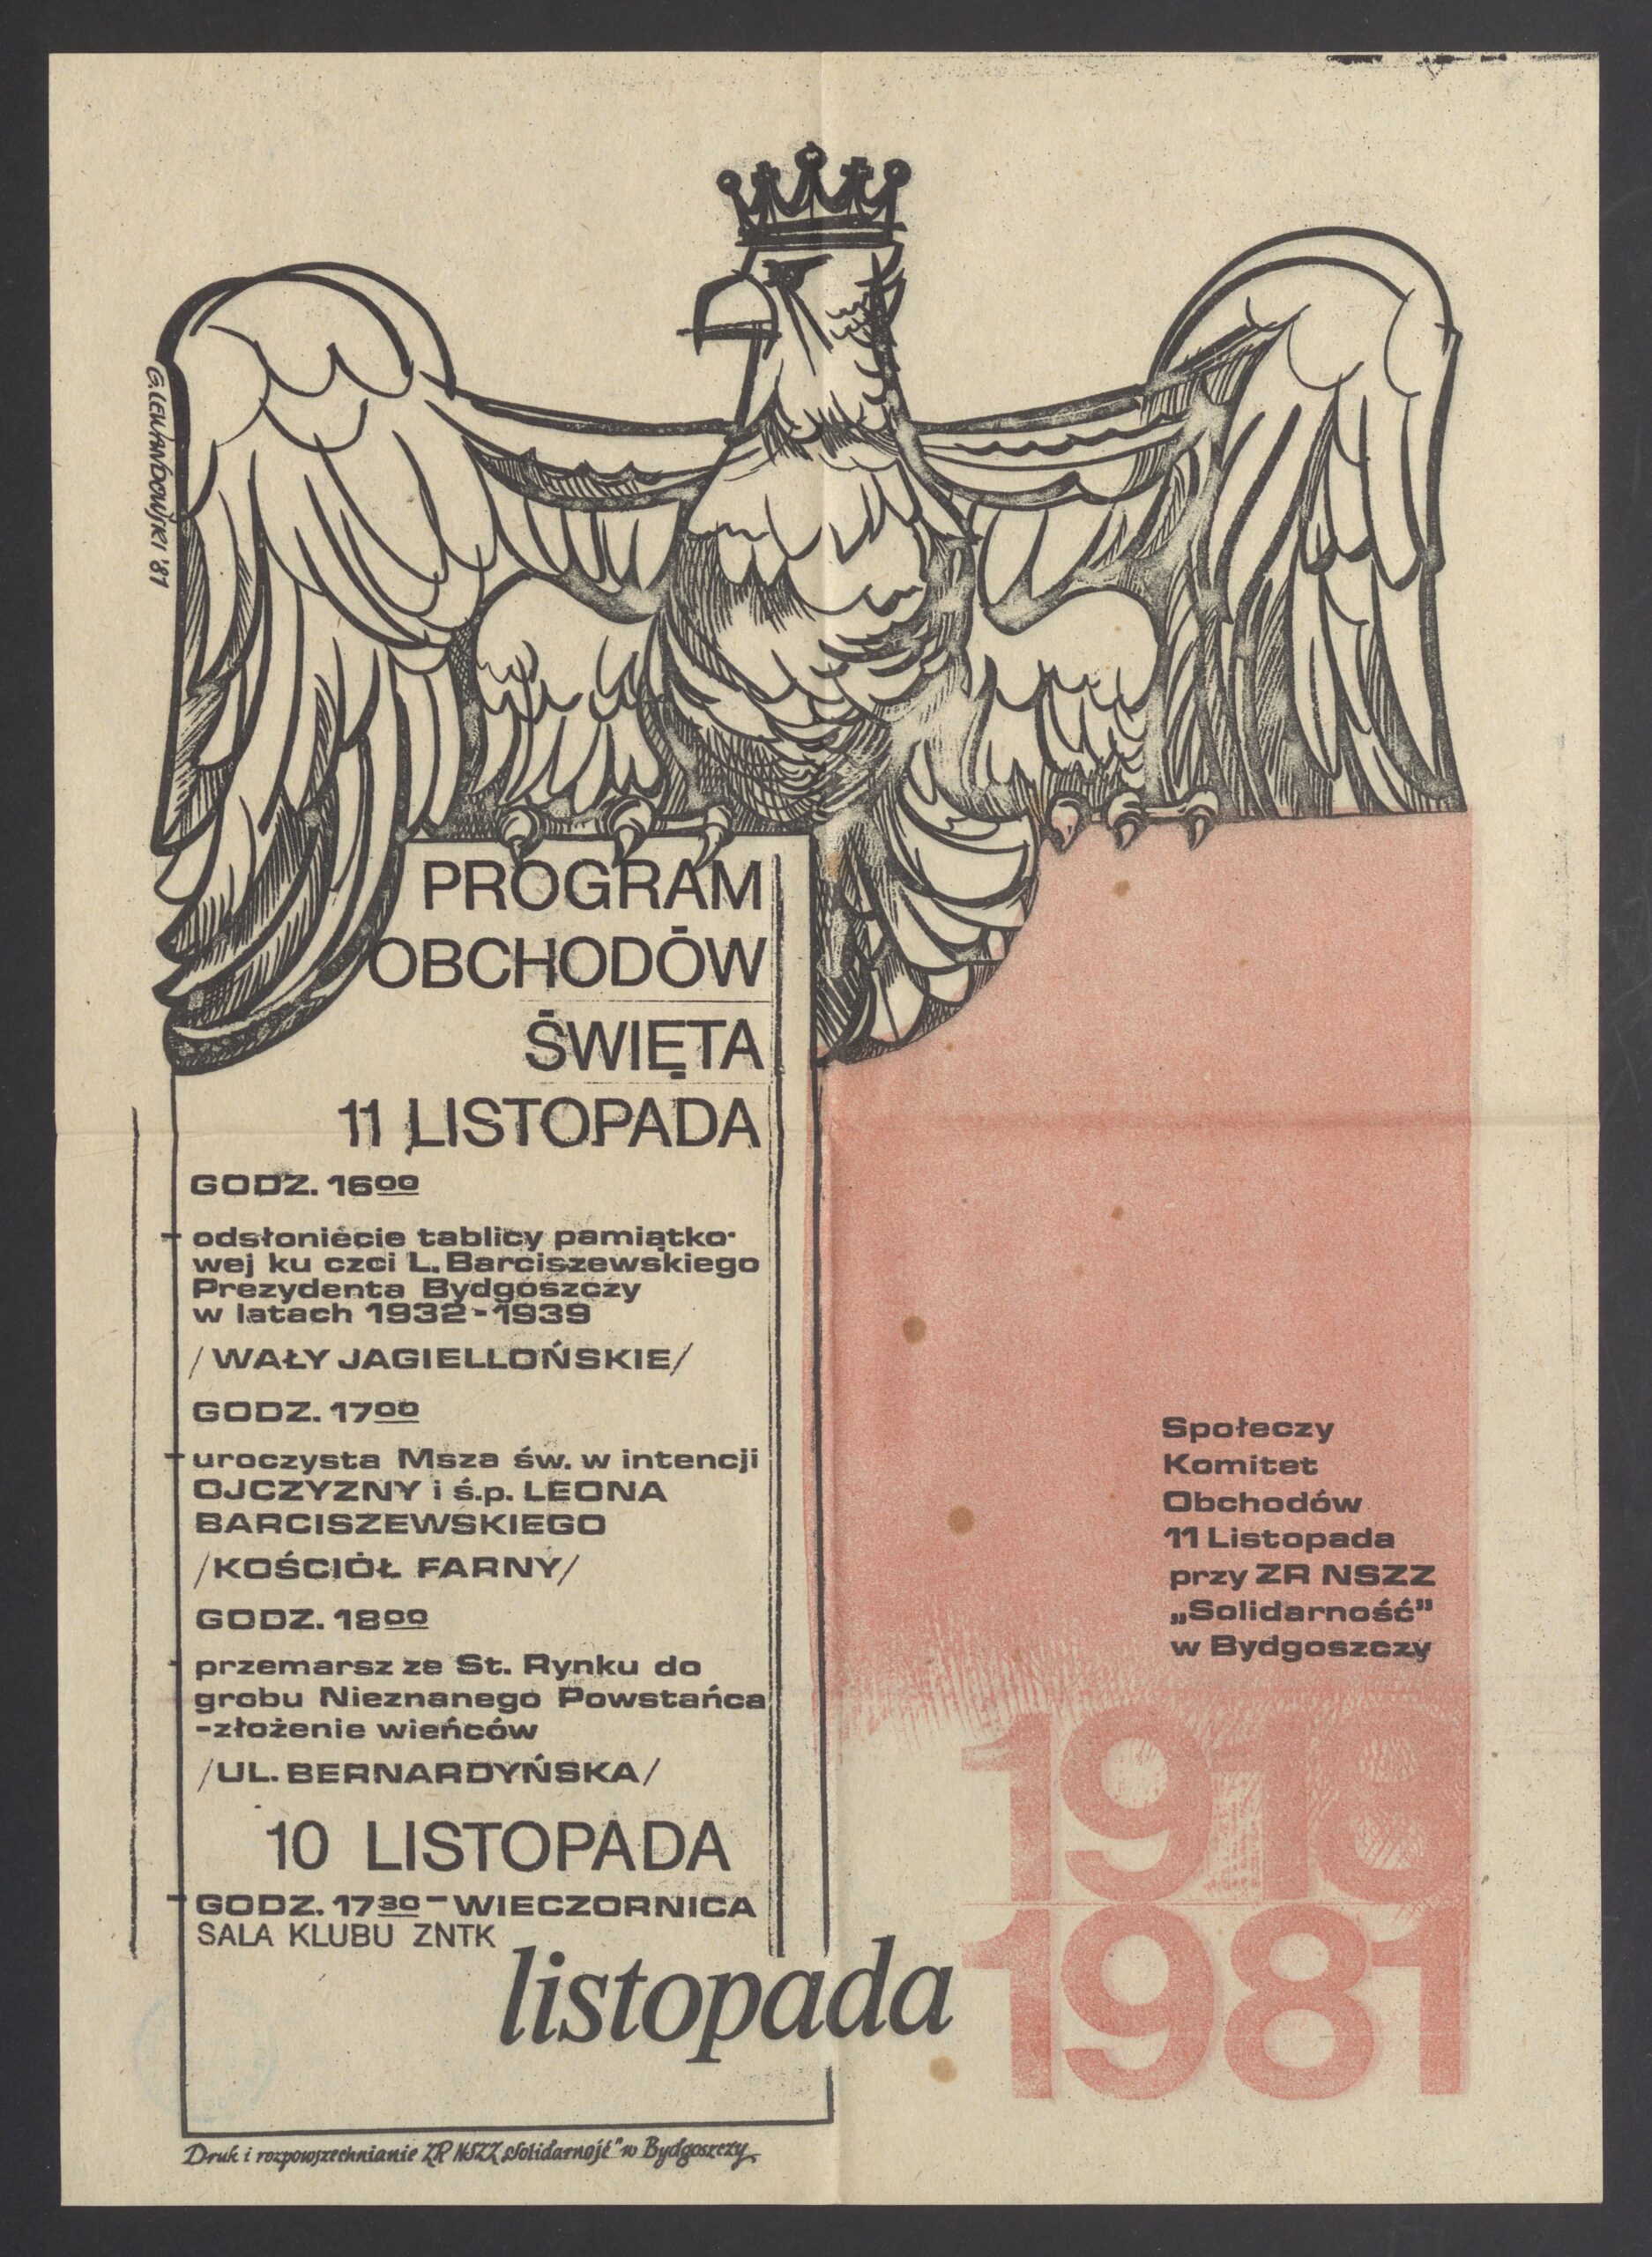 G. LEWANDOWSKI '81
PROGRAM
OBCHODÓW
ŚWIĘTA
11 LISTOPADA
GODZ. 16⁰⁰
odsłonięcie tablicy pamiątko-
wej ku czci L. Barciszewskiego
Prezydenta Bydgoszczy
w latach 1932-1939
/WAŁY JAGIELLOŃSKIE/
GODZ. 17⁰⁰
uroczysta Msza św. w intencji
OJCZYZNY i ś.p. LEONA
BARCISZEWSKIEGO
/KOŚCIÓŁ FARNY/
GODZ. 18⁰⁰
przemarsz ze St. Rynku do
grobu Nieznanego Powstańca
-złożenie wieńców
/UL. BERNARDYŃSKA/
10 LISTOPADA
GODZ. 17³⁰ - WIECZORNICA
SALA KLUBU ZNTK
Społeczy
Komitet
Obchodów
11 Listopada
przy ZR NSZZ
„Solidarność"
w Bydgoszczy
1918
listopada 1981
Druk i rozpowszechnianie ZR NSZZ „Solidarność" w Bydgoszczy